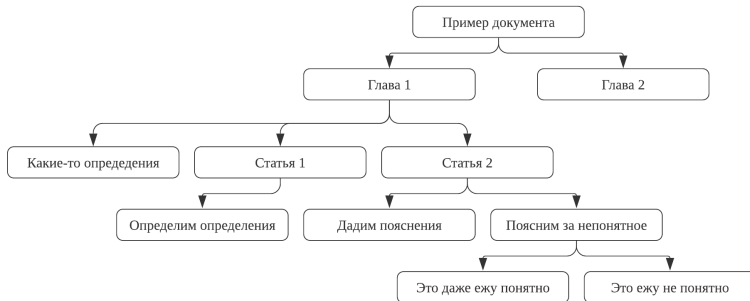 Пример документа
Глава 1
Глава 2
Какие-то опредедения
Статья 1
Статья 2
Определим определения
Дадим пояснения
Поясним за непонятное
Это даже ежу понятно
Это ежу не понятно